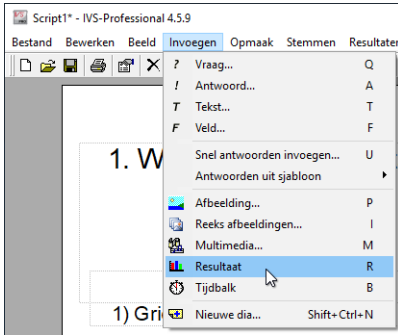 Script1* - IVS-Professional 4.5.9
Bestand Bewerken Beeld Invoegen Opmaak Stemmen Resultaten
? Vraag... Q
! Antwoord... A
T Tekst... T
F Veld... F
Snel antwoorden invoegen... U
Antwoorden uit sjabloon
Afbeelding... P
Reeks afbeeldingen... I
Multimedia... M
Resultaat R
Tijdbalk B
Nieuwe dia... Shift+Ctrl+N
1. W
1) Gri